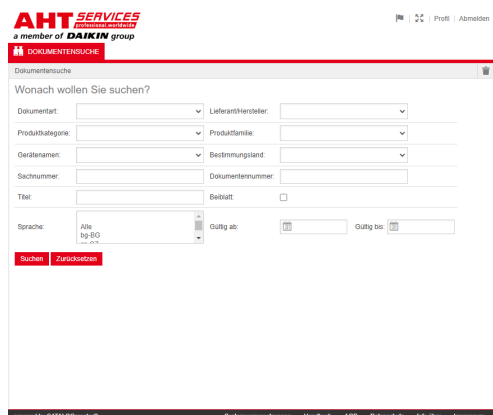 AHT SERVICES
professional.worldwide
a member of DAIKIN group
Profil | Abmelden
DOKUMENTENSUCHE
Dokumentensuche
Wonach wollen Sie suchen?
Dokumentart: Lieferant/Hersteller:
Produktkategorie: Produktfamilie:
Gerätenamen: Bestimmungsland:
Sachnummer: Dokumentennummer:
Titel: Beiblatt:
Sprache: Alle Gültig ab: Gültig bis:
bg-BG
Suchen Zurücksetzen